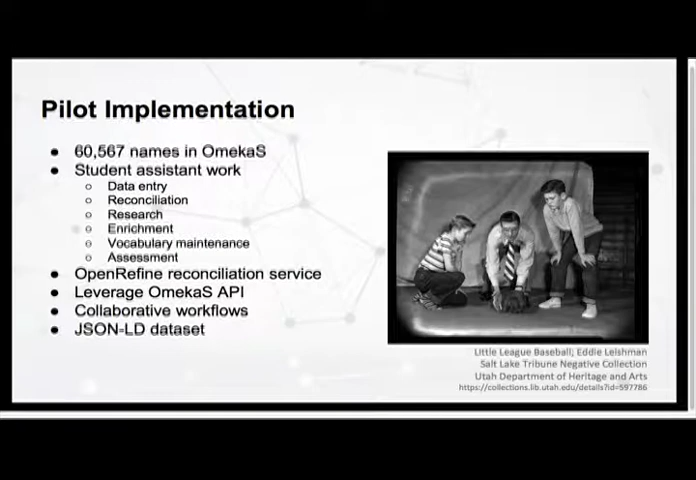 Pilot Implementation
● 60,567 names in OmekaS
● Student assistant work
○ Data entry
○ Reconciliation
○ Research
○ Enrichment
○ Vocabulary maintenance
○ Assessment
● OpenRefine reconciliation service
● Leverage OmekaS API
● Collaborative workflows
● JSON-LD dataset
Little League Baseball; Eddie Leishman
Salt Lake Tribune Negative Collection
Utah Department of Heritage and Arts
https://collections.lib.utah.edu/details?id=597786